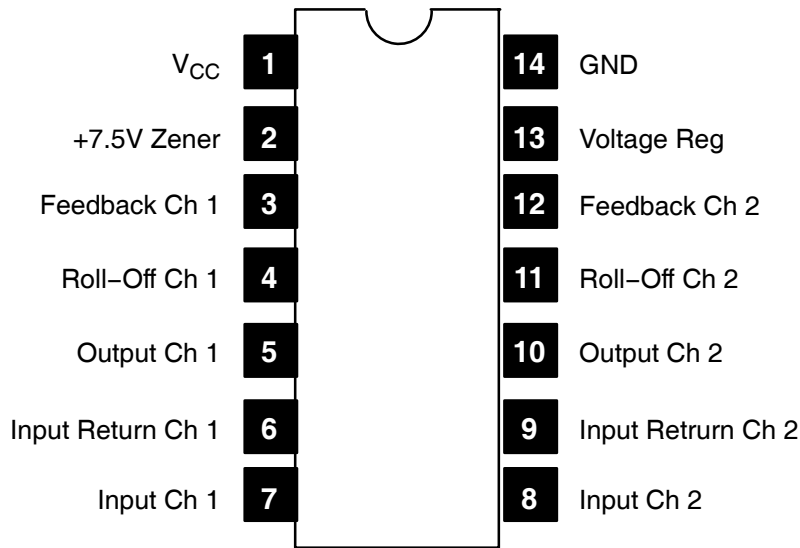 V_CC 1 14 GND
+7.5V Zener 2 13 Voltage Reg
Feedback Ch 1 3 12 Feedback Ch 2
Roll−Off Ch 1 4 11 Roll−Off Ch 2
Output Ch 1 5 10 Output Ch 2
Input Return Ch 1 6 9 Input Retrurn Ch 2
Input Ch 1 7 8 Input Ch 2